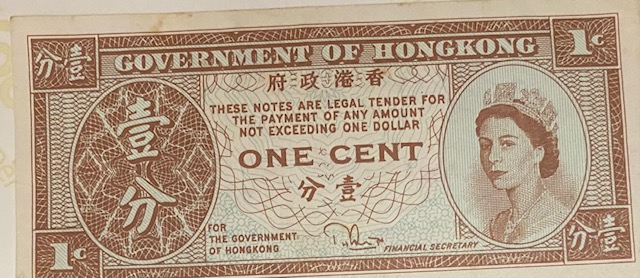 分壹
GOVERNMENT OF HONGKONG
1¢
府政港香
THESE NOTES ARE LEGAL TENDER FOR
THE PAYMENT OF ANY AMOUNT
NOT EXCEEDING ONE DOLLAR
壹
分
ONE CENT
分壹
FOR
THE GOVERNMENT
OF HONGKONG
FINANCIAL SECRETARY
1¢
分壹